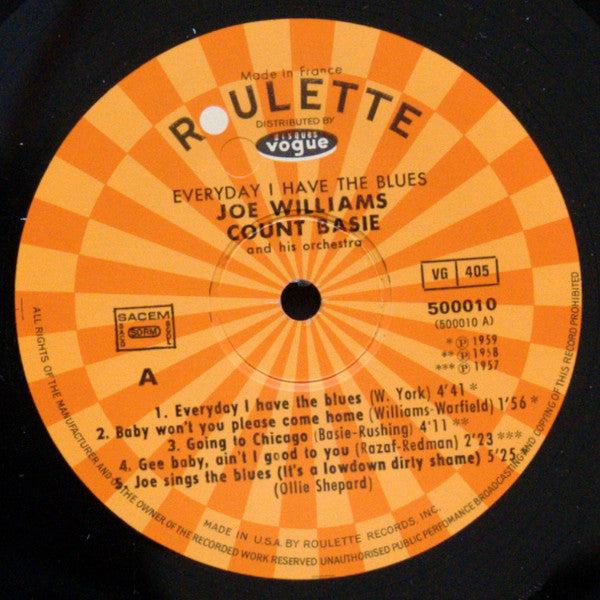 Made in France
ROULETTE
DISTRIBUTED BY
DISQUES
vogue
EVERYDAY I HAVE THE BLUES
JOE WILLIAMS
COUNT BASIE
and his orchestra
VG 405
500010
(500010 A)
* Ⓟ 1959
** Ⓟ 1958
*** Ⓟ 1957
SACEM
SACD SDRM SGDL
A
1. Everyday I have the blues (W. York) 4'41 *
2. Baby won't you please come home (Williams-Warfield) 1'56 *
3. Going to Chicago (Basie-Rushing) 4'11 **
4. Gee baby, ain't I good to you (Razaf-Redman) 2'23 ***
5. Joe sings the blues (It's a lowdown dirty shame) 5'25 *
(Ollie Shepard)
MADE IN U.S.A. BY ROULETTE RECORDS, INC.
ALL RIGHTS OF THE MANUFACTURER AND OF THE OWNER OF THE RECORDED WORK RESERVED UNAUTHORISED PUBLIC PERFOMANCE BROADCASTING AND COPYING OF THIS RECORD PROHIBITED